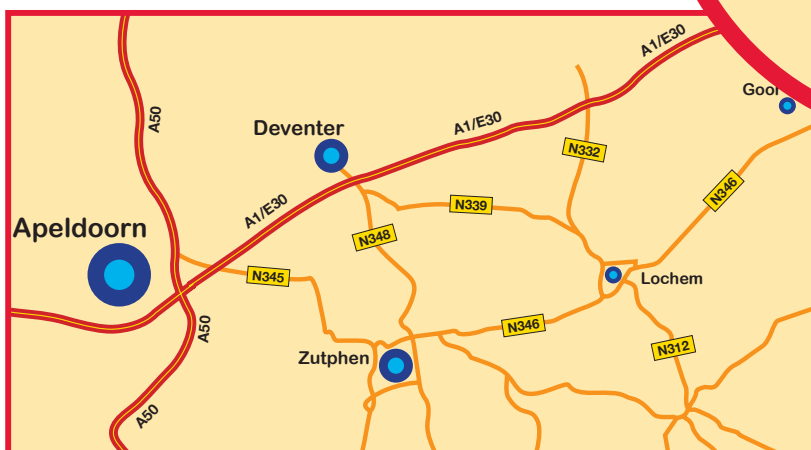 A1/E30
Goor
A50
A1/E30
Deventer
N332
N346
A1/E30
N339
Apeldoorn
N348
N345
Lochem
A50
N346
N312
Zutphen
A50